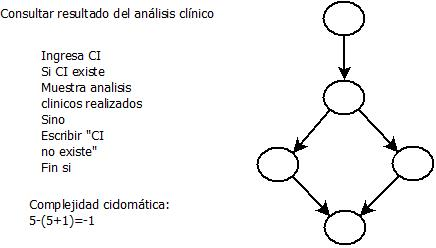 Consultar resultado del análisis clínico
Ingresa CI
Si CI existe
Muestra analisis
clinicos realizados
Sino
Escribir "CI
no existe"
Fin si
Complejidad cidomática:
5-(5+1)=-1